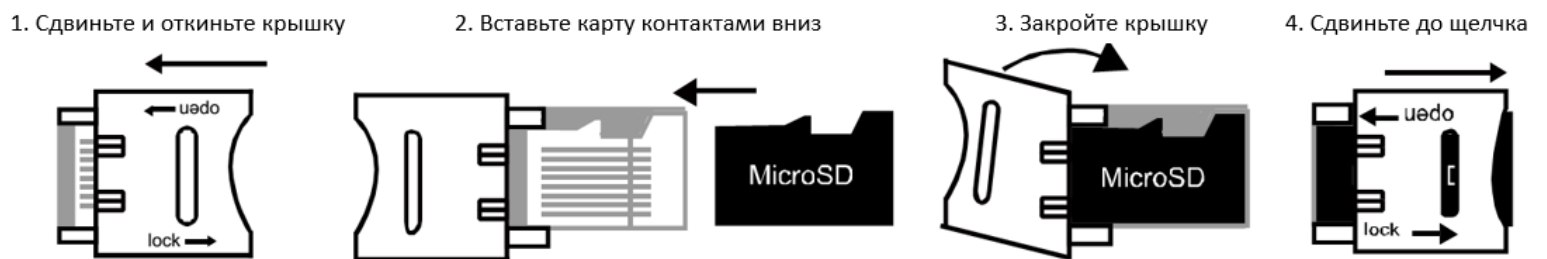 1. Сдвиньте и откиньте крышку
2. Вставьте карту контактами вниз
3. Закройте крышку
4. Сдвиньте до щелчка
open
lock
MicroSD
MicroSD
open
lock